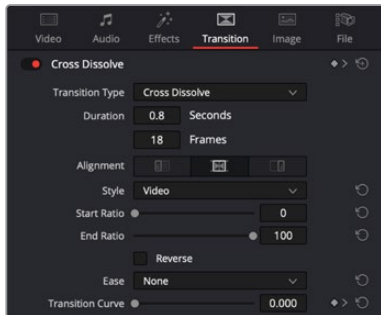 Video Audio Effects Transition Image File
Cross Dissolve
Transition Type Cross Dissolve
Duration 0.8 Seconds
18 Frames
Alignment
Style Video
Start Ratio 0
End Ratio 100
Reverse
Ease None
Transition Curve 0.000